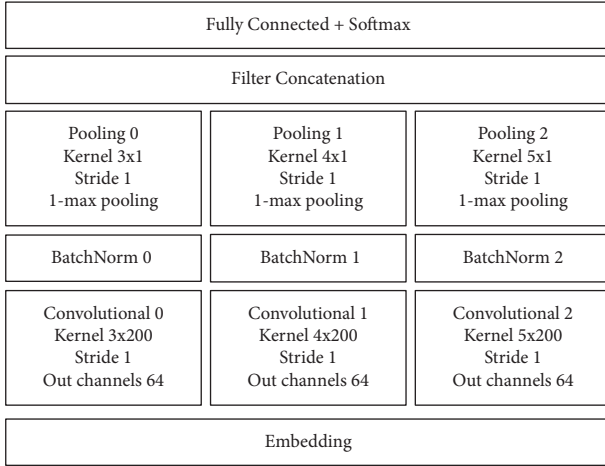 Fully Connected + Softmax
Filter Concatenation
Pooling 0
Kernel 3x1
Stride 1
1-max pooling
Pooling 1
Kernel 4x1
Stride 1
1-max pooling
Pooling 2
Kernel 5x1
Stride 1
1-max pooling
BatchNorm 0
BatchNorm 1
BatchNorm 2
Convolutional 0
Kernel 3x200
Stride 1
Out channels 64
Convolutional 1
Kernel 4x200
Stride 1
Out channels 64
Convolutional 2
Kernel 5x200
Stride 1
Out channels 64
Embedding